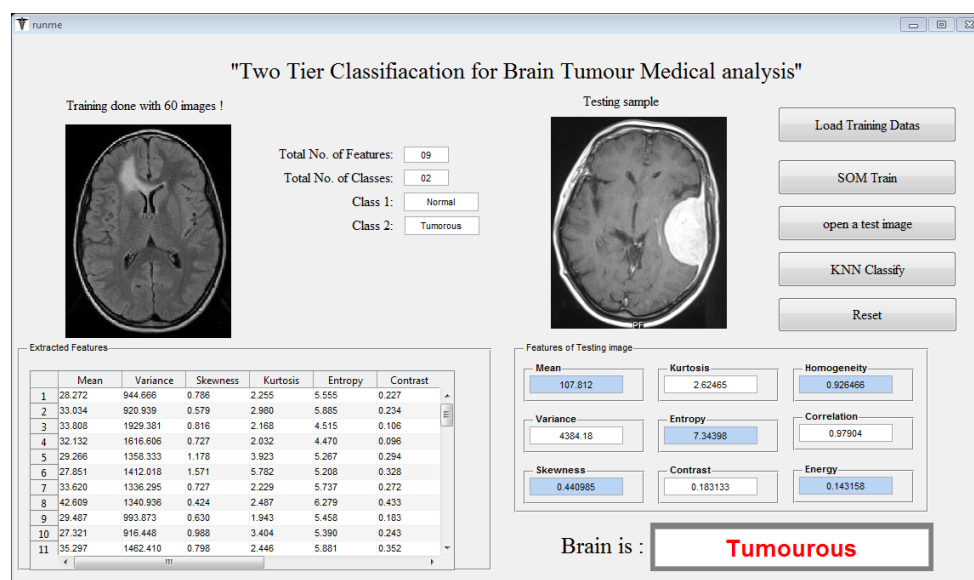 runme
"Two Tier Classifiacation for Brain Tumour Medical analysis"
Training done with 60 images !
Testing sample
Total No. of Features: 09
Total No. of Classes: 02
Class 1: Normal
Class 2: Tumorous
PF
Load Training Datas
SOM Train
open a test image
KNN Classify
Reset
Extracted Features
Mean Variance Skewness Kurtosis Entropy Contrast
1 28.272 944.666 0.786 2.255 5.555 0.227
2 33.034 920.939 0.579 2.980 5.885 0.234
3 33.808 1929.381 0.816 2.168 4.515 0.106
4 32.132 1616.606 0.727 2.032 4.470 0.096
5 29.266 1358.333 1.178 3.923 5.267 0.294
6 27.851 1412.018 1.571 5.782 5.208 0.328
7 33.620 1336.295 0.727 2.229 5.737 0.272
8 42.609 1340.936 0.424 2.487 6.279 0.433
9 29.487 993.873 0.630 1.943 5.458 0.183
10 27.321 916.448 0.988 3.404 5.390 0.243
11 35.297 1462.410 0.798 2.446 5.881 0.352
Features of Testing image
Mean Kurtosis Homogeneity
107.812 2.62465 0.926466
Variance Entropy Correlation
4384.18 7.34398 0.97904
Skewness Contrast Energy
0.440985 0.183133 0.143158
Brain is : Tumourous